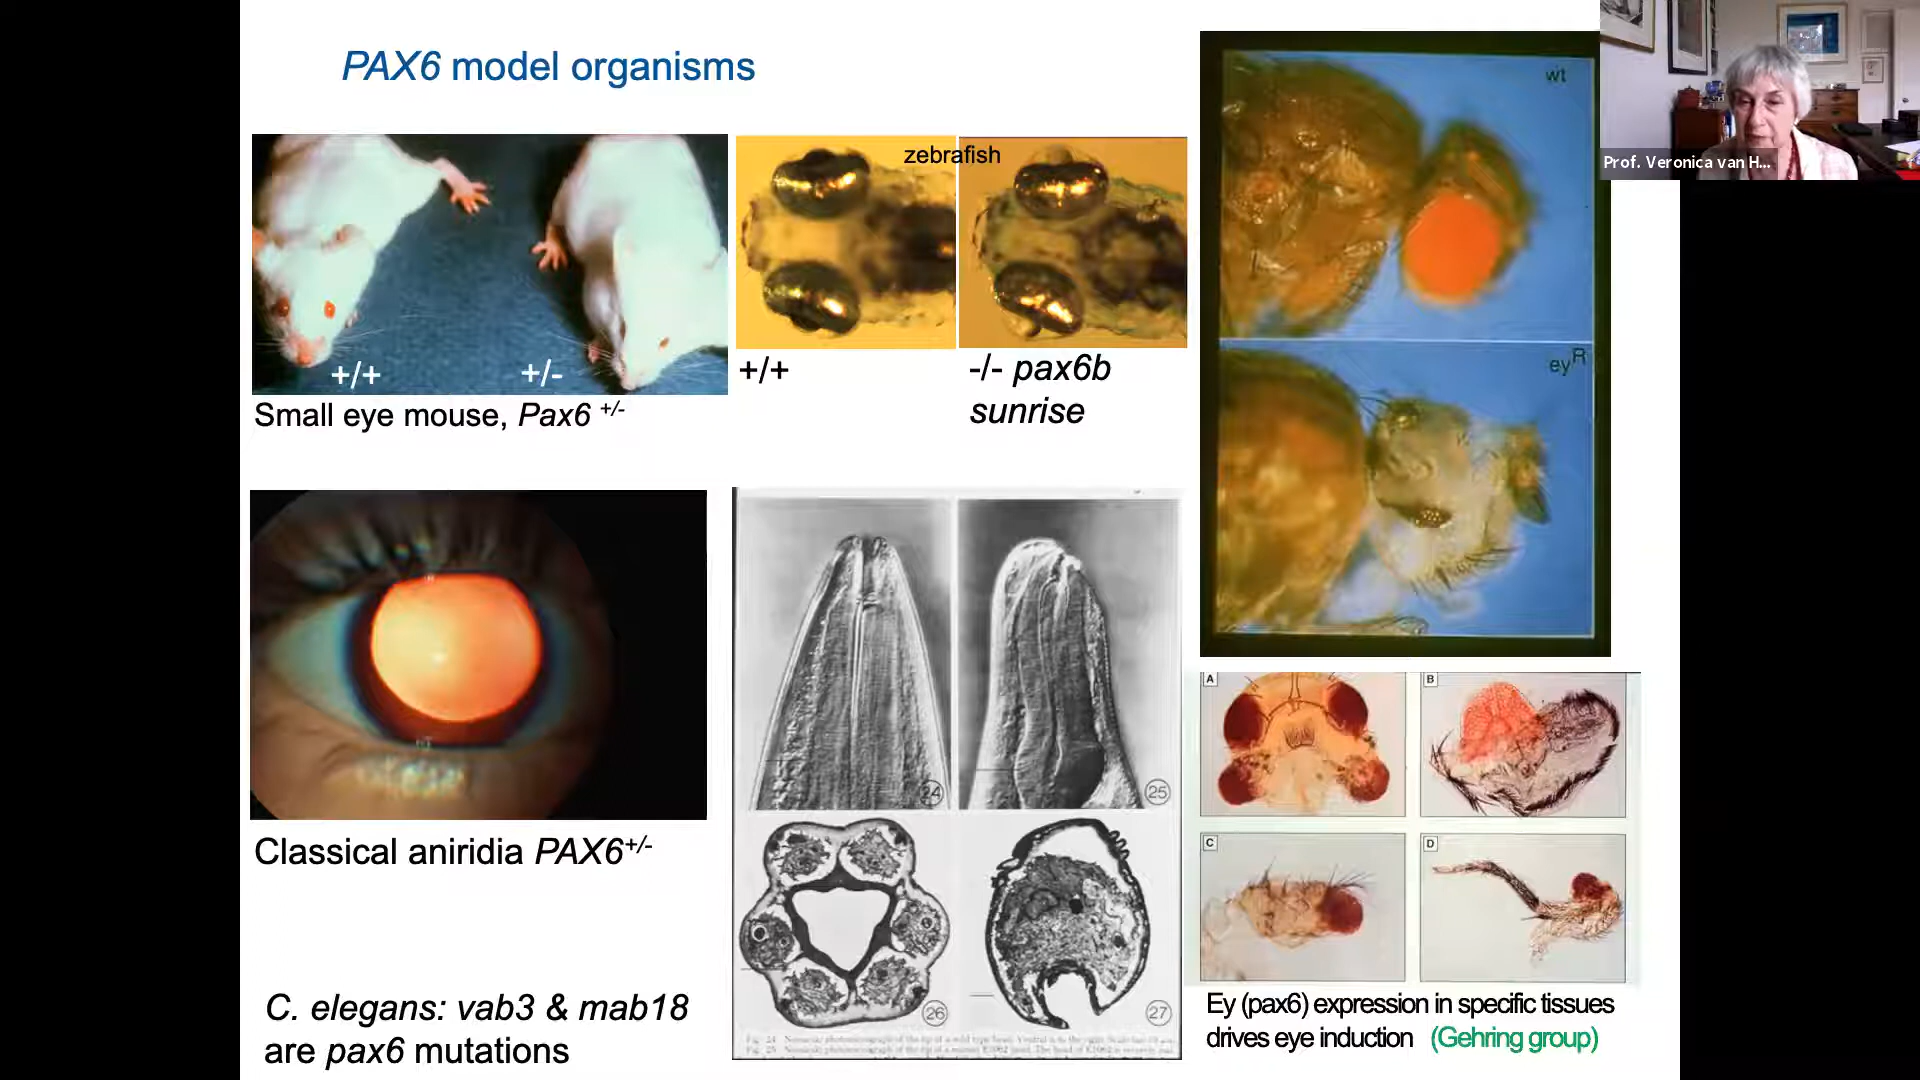 PAX6 model organisms
zebrafish
wt
Prof. Veronica van H...
+/+
+/-
Small eye mouse, Pax6 +/-
+/+
-/- pax6b
sunrise
eyR
Classical aniridia PAX6+/-
24
25
26
27
A
B
C
D
C. elegans: vab3 & mab18
are pax6 mutations
Ey (pax6) expression in specific tissues
drives eye induction (Gehring group)